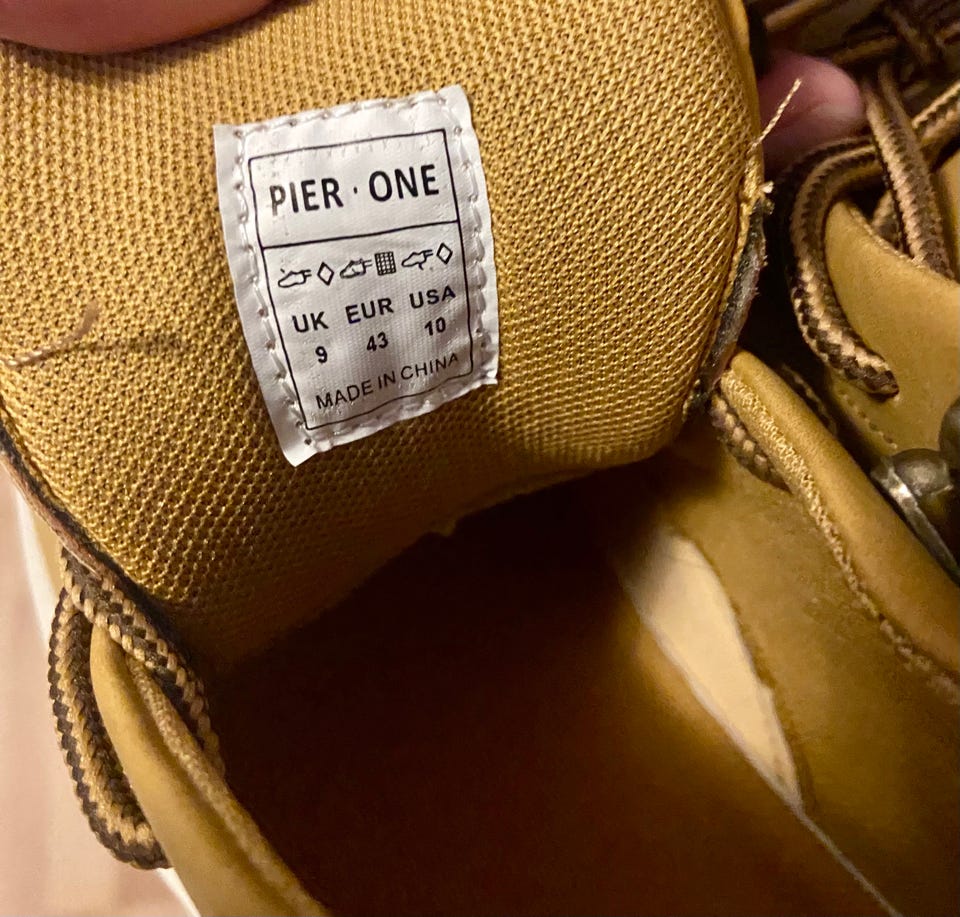 PIER · ONE
UK EUR USA
9 43 10
MADE IN CHINA